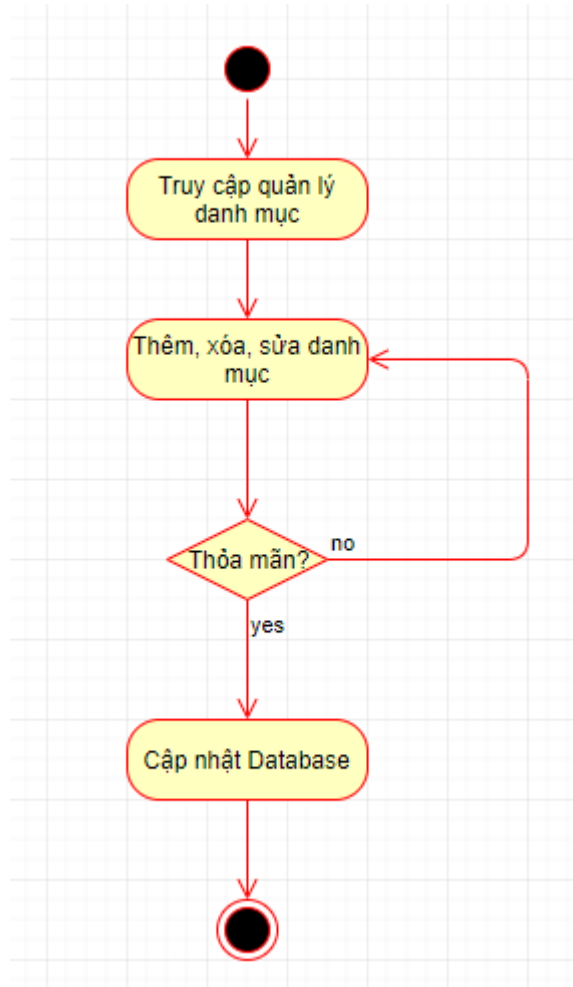 Truy cập quản lý
danh mục
Thêm, xóa, sửa danh
mục
Thỏa mãn?
no
yes
Cập nhật Database